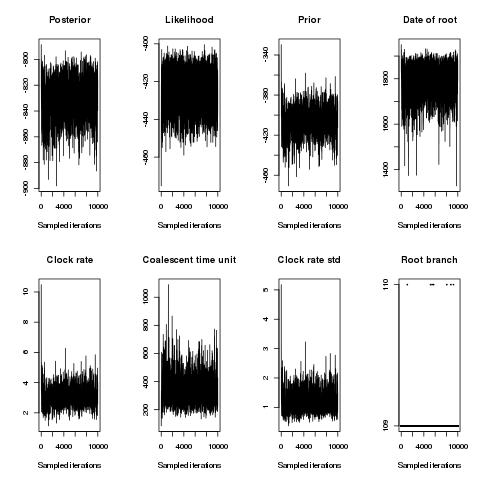 Posterior Likelihood Prior Date of root
-900 -880 -860 -840 -820 -800
-460 -440 -420 -400
-460 -420 -380 -340
1400 1600 1800
0 4000 10000 0 4000 10000 0 4000 10000 0 4000 10000
Sampled iterations Sampled iterations Sampled iterations Sampled iterations
Clock rate Coalescent time unit Clock rate std Root branch
2 4 6 8 10
200 400 600 800 1000
1 2 3 4 5
109 110
0 4000 10000 0 4000 10000 0 4000 10000 0 4000 10000
Sampled iterations Sampled iterations Sampled iterations Sampled iterations